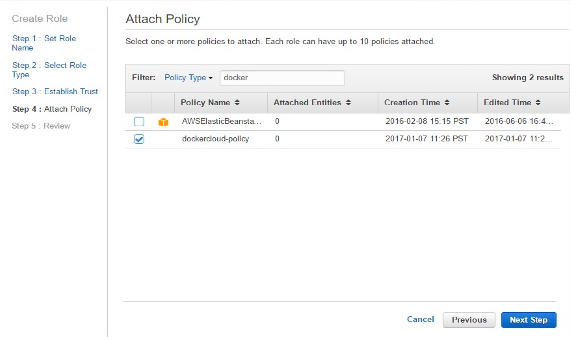 Create Role
Step 1 : Set Role
Name
Step 2 : Select Role
Type
Step 3 : Establish Trust
Step 4 : Attach Policy
Step 5 : Review
Attach Policy
Select one or more policies to attach. Each role can have up to 10 policies attached.
Filter: Policy Type docker Showing 2 results
Policy Name Attached Entities Creation Time Edited Time
AWSElasticBeansta... 0 2016-02-08 15:15 PST 2016-06-06 16:4...
dockercloud-policy 0 2017-01-07 11:26 PST 2017-01-07 11:2...
Cancel Previous Next Step